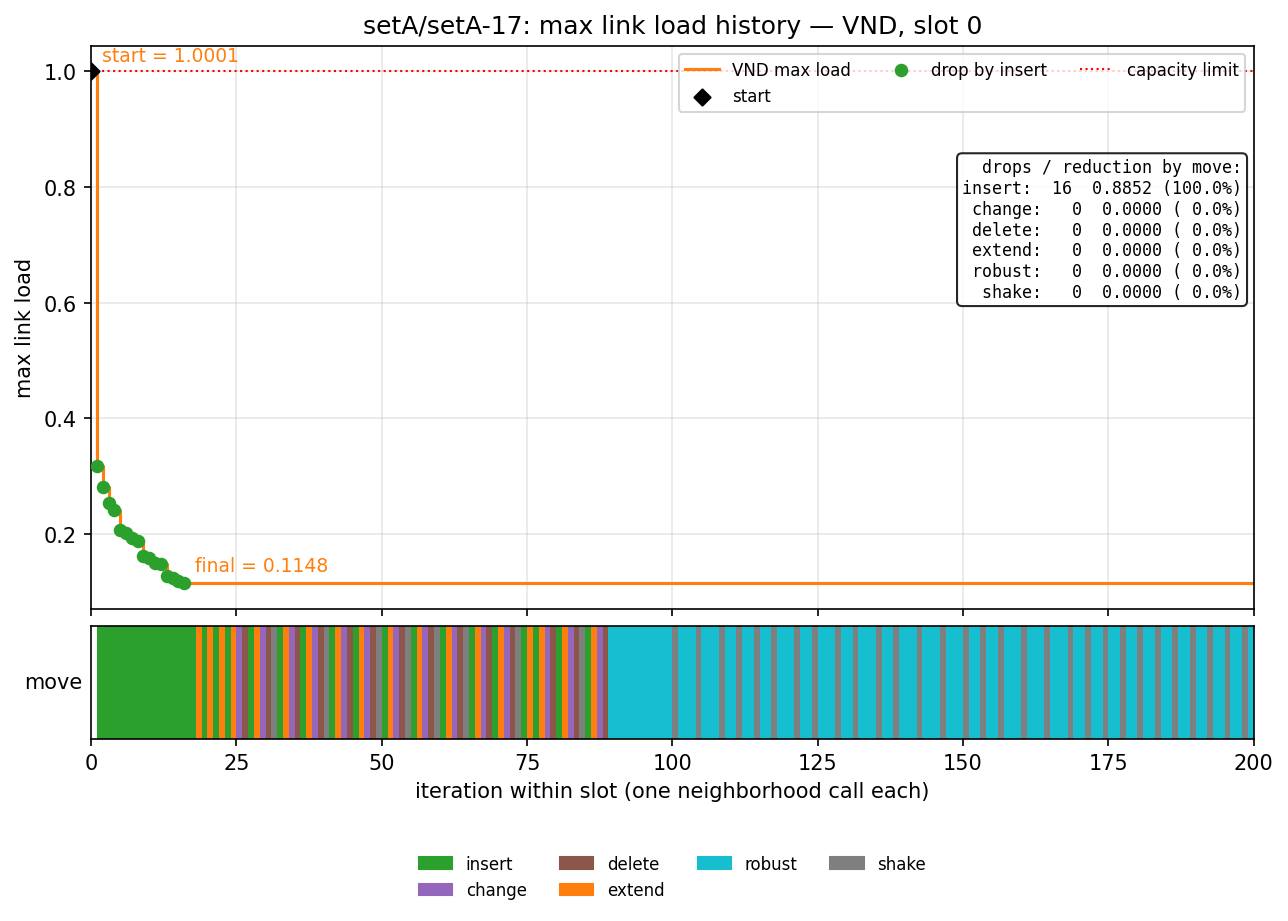 setA/setA-17: max link load history — VND, slot 0
start = 1.0001
VND max load
drop by insert
capacity limit
start
drops / reduction by move:
insert: 16 0.8852 (100.0%)
change: 0 0.0000 ( 0.0%)
delete: 0 0.0000 ( 0.0%)
extend: 0 0.0000 ( 0.0%)
robust: 0 0.0000 ( 0.0%)
shake: 0 0.0000 ( 0.0%)
max link load
1.0
0.8
0.6
0.4
0.2
final = 0.1148
move
0 25 50 75 100 125 150 175 200
iteration within slot (one neighborhood call each)
insert delete robust shake
change extend